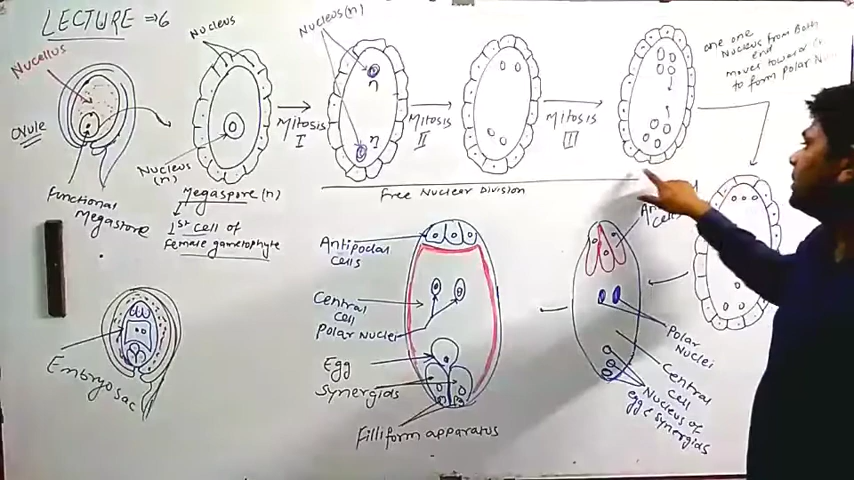 LECTURE =6
Nucellus
ovule
Functional
Megaspore
Nucleus
Nucleus
(n)
Megaspore (n)
1st cell of
Female gametophyte
Nucleus(n)
n
n
Mitosis
I
Mitosis
II
Mitosis
III
Free Nuclear Division
one one
Nucleus from Both
end
moves toward
to form Polar
Antipodal
cells
Central
cell
Polar Nuclei
Egg
Synergids
Filliform apparatus
Polar
Nuclei
Central
cell
Nucleus of
egg & synergids
Embryosac